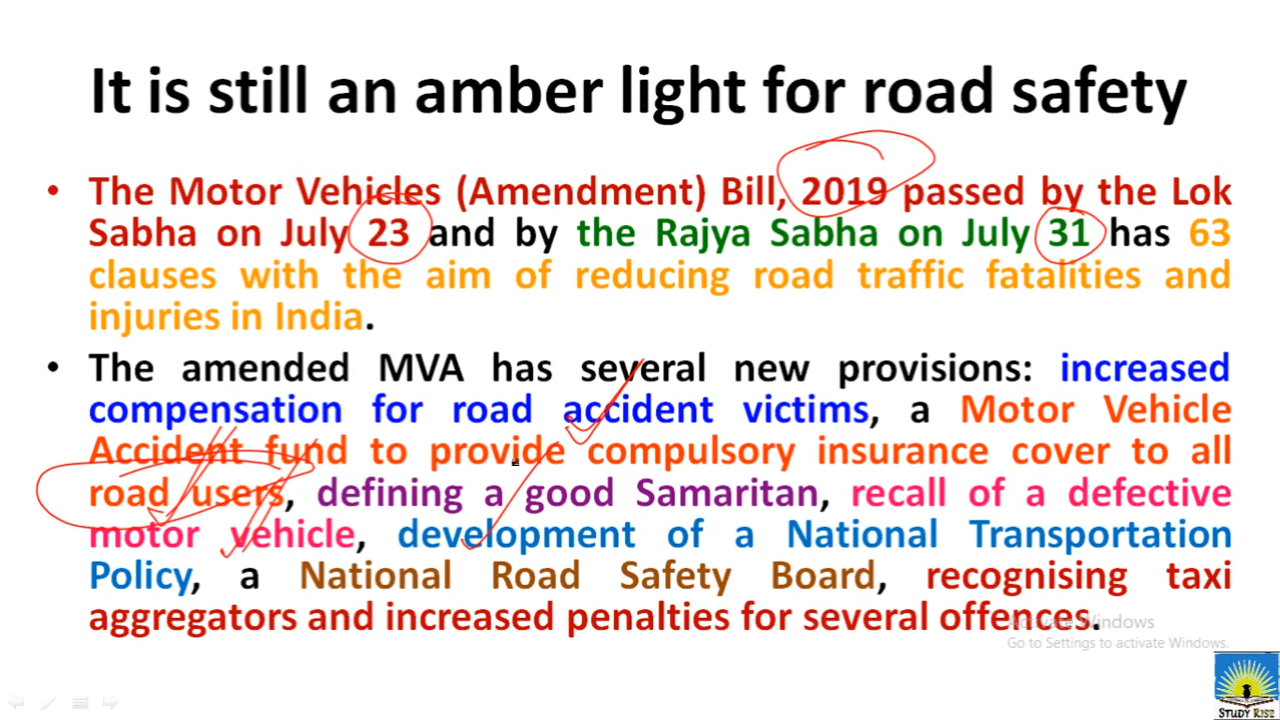 It is still an amber light for road safety
• The Motor Vehicles (Amendment) Bill, 2019 passed by the Lok
Sabha on July 23 and by the Rajya Sabha on July 31 has 63
clauses with the aim of reducing road traffic fatalities and
injuries in India.
• The amended MVA has several new provisions: increased
compensation for road accident victims, a Motor Vehicle
Accident fund to provide compulsory insurance cover to all
road users, defining a good Samaritan, recall of a defective
motor vehicle, development of a National Transportation
Policy, a National Road Safety Board, recognising taxi
aggregators and increased penalties for several offences.
Activate Windows
Go to Settings to activate Windows.
STUDY RISE